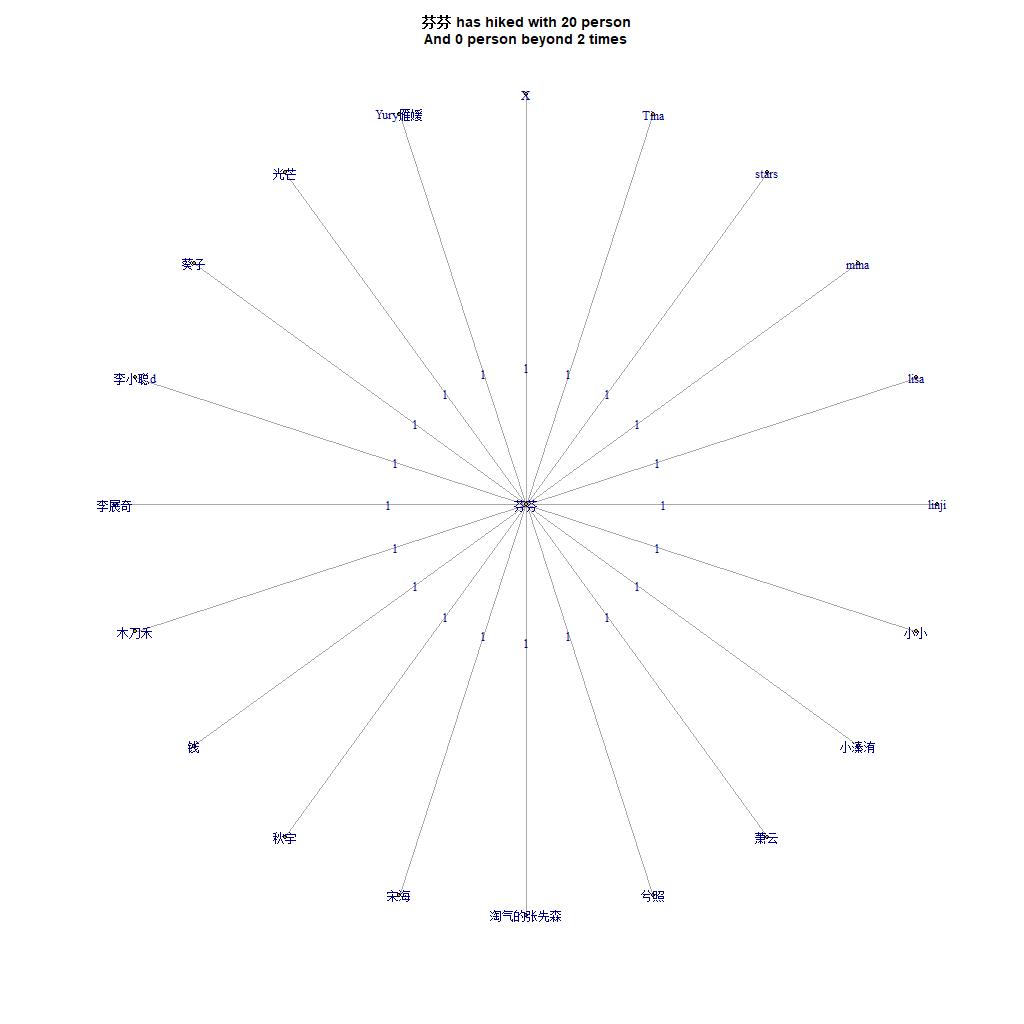 芬芬 has hiked with 20 person
And 0 person beyond 2 times
X
Yury雁媛
Tina
光芒
stars
葵子
mina
李小聪d
lisa
1
1
1
1
1
1
1
1
1
李展奇
1
芬芬
1
linji
1
1
1
1
1
1
1
1
1
木乃禾
小小
钱
小溱洧
秋宇
萧云
宋海
兮照
淘气的张先森